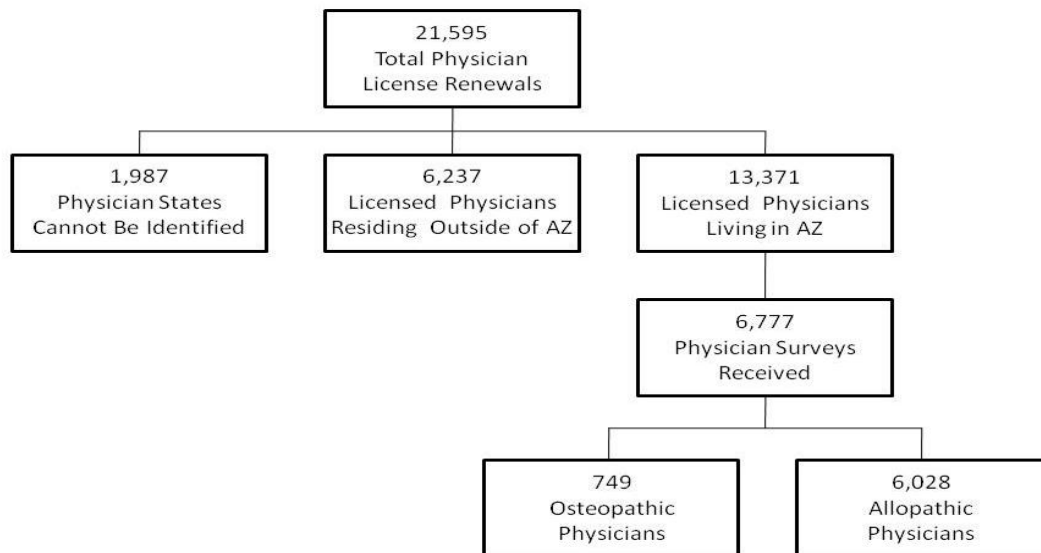 21,595
Total Physician
License Renewals
1,987
Physician States
Cannot Be Identified
6,237
Licensed Physicians
Residing Outside of AZ
13,371
Licensed Physicians
Living in AZ
6,777
Physician Surveys
Received
749
Osteopathic
Physicians
6,028
Allopathic
Physicians